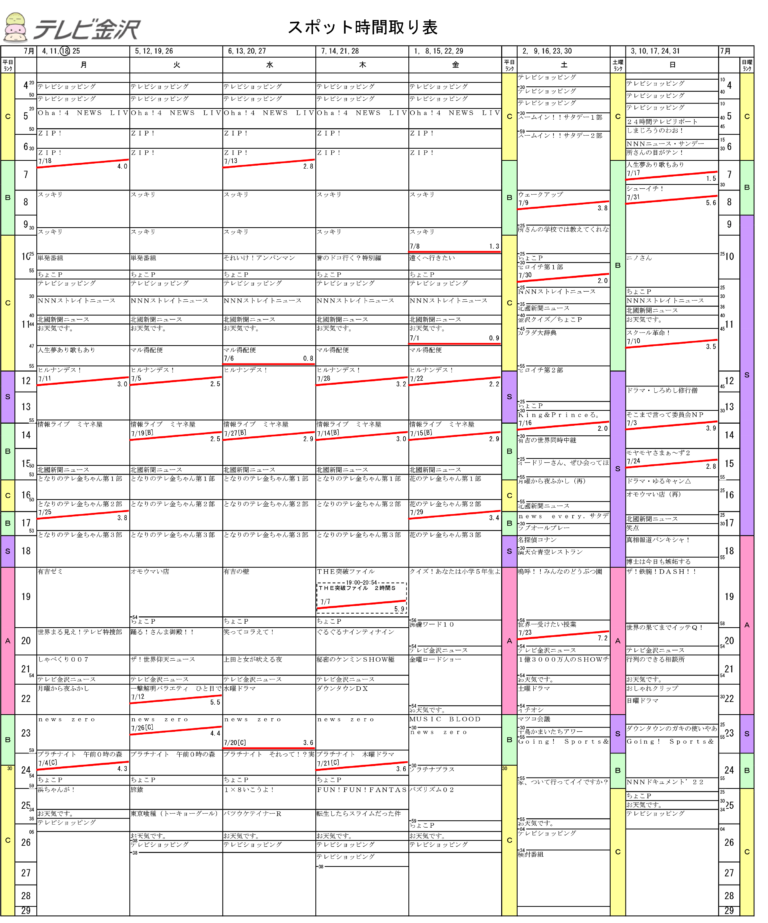 テレビ金沢
スポット時間取り表
7月 4, 11, 18, 25 5, 12, 19, 26 6, 13, 20, 27 7, 14, 21, 28 1, 8, 15, 22, 29 2, 9, 16, 23, 30 3, 10, 17, 24, 31 7月
平日ランク 月 火 水 木 金 平日ランク 土 土曜ランク 日 日曜ランク
4 テレビショッピング テレビショッピング テレビショッピング テレビショッピング テレビショッピング テレビショッピング テレビショッピング 4
テレビショッピング テレビショッピング テレビショッピング テレビショッピング テレビショッピング テレビショッピング テレビショッピング
C 5 Oha!4 NEWS LIV Oha!4 NEWS LIV Oha!4 NEWS LIV Oha!4 NEWS LIV Oha!4 NEWS LIV C テレビショッピング C テレビショッピング 5 C
ズームイン!!サタデー1部 24時間テレビリポート
ZIP! ZIP! ZIP! ZIP! ZIP! ズームイン!!サタデー2部 しまじろうのわお!
6 NNNニュース・サンデー 6
ZIP! ZIP! ZIP! ZIP! ZIP! 所さんの目がテン!
7/18 4.0 7/13 2.8 人生夢あり歌もあり
7 7/17 1.5 7
シューイチ!
B 8 スッキリ スッキリ スッキリ スッキリ スッキリ B ウェークアップ 7/31 5.6 8 B
7/9 3.8
9 スッキリ スッキリ スッキリ スッキリ スッキリ 所さんの学校では教えてくれな 9
7/8 1.3
10 単発番組 単発番組 それいけ!アンパンマン 昔のドコ行く?特別編 遠くへ行きたい ちょこP B ニノさん 10
ちょこP ちょこP ちょこP ちょこP ちょこP ゼロイチ第1部
テレビショッピング テレビショッピング テレビショッピング テレビショッピング テレビショッピング 7/30 2.0 ちょこP
C NNNストレイトニュース NNNストレイトニュース NNNストレイトニュース NNNストレイトニュース NNNストレイトニュース C NNNストレイトニュース NNNストレイトニュース
北國新聞ニュース 北國新聞ニュース
11 北國新聞ニュース 北國新聞ニュース 北國新聞ニュース 北國新聞ニュース 北國新聞ニュース 金沢クイズ/ちょこP お天気です。 11
お天気です。 お天気です。 お天気です。 お天気です。 お天気です。 カラダ大辞典 スクール革命!
7/1 0.9 7/10 3.5
人生夢あり歌もあり マル得配便 マル得配便 マル得配便 マル得配便
7/6 0.8
ヒルナンデス! ヒルナンデス! ヒルナンデス! ヒルナンデス! ヒルナンデス! ゼロイチ第2部
12 7/11 3.0 7/5 2.5 7/28 3.2 7/22 2.2 12 S
S ドラマ・しろめし修行僧
13 S ちょこP 13
King&Princeる。 そこまで言って委員会NP
情報ライブ ミヤネ屋 情報ライブ ミヤネ屋 情報ライブ ミヤネ屋 情報ライブ ミヤネ屋 情報ライブ ミヤネ屋 7/16 2.0 7/3 3.9
14 7/19[B] 2.5 7/27[B] 2.9 7/14[B] 3.0 7/15[B] 2.9 有吉の世界同時中継 14
B B モヤモヤさまぁ~ず2
15 北國新聞ニュース 北國新聞ニュース 北國新聞ニュース 北國新聞ニュース 北國新聞ニュース オードリーさん、ぜひ会ってほ S 7/24 2.8 15
となりのテレ金ちゃん第1部 となりのテレ金ちゃん第1部 となりのテレ金ちゃん第1部 となりのテレ金ちゃん第1部 花のテレ金ちゃん第1部 月曜から夜ふかし(再) ドラマ・ゆるキャン△
C 16 C オモウマい店(再) 16
となりのテレ金ちゃん第2部 となりのテレ金ちゃん第2部 となりのテレ金ちゃん第2部 となりのテレ金ちゃん第2部 花のテレ金ちゃん第2部 北國新聞ニュース
7/25 3.8 7/29 3.4 news every. サタデ 北國新聞ニュース
B 17 B ツアオールブレー 笑点 17
となりのテレ金ちゃん第3部 となりのテレ金ちゃん第3部 となりのテレ金ちゃん第3部 となりのテレ金ちゃん第3部 花のテレ金ちゃん第3部 名探偵コナン 真相報道バンキシャ!
S 18 S 満天☆青空レストラン 18
博士は今日も嫉妬する
有吉ゼミ オモウマい店 有吉の壁 THE突破ファイル クイズ!あなたは小学5年生よ 嗚呼!!みんなのどうぶつ園 ザ!鉄腕!DASH!!
19:00-20:54
19 THE突破ファイル 2時間S 19
7/7 5.9
ちょこP ちょこP ちょこP 沸騰ワード10 世界一受けたい授業
A 20 世界まる見え!テレビ特捜部 踊る!さんま御殿!! 笑ってコラえて! ぐるぐるナインティナイン A 7/23 7.2 A 世界の果てまでイッテQ! 20 A
テレビ金沢ニュース テレビ金沢ニュース テレビ金沢ニュース
21 しゃべくり007 ザ!世界仰天ニュース 上田と女が吠える夜 秘密のケンミンSHOW極 金曜ロードショー 1億3000万人のSHOWチ 行列のできる相談所 21
テレビ金沢ニュース テレビ金沢ニュース テレビ金沢ニュース テレビ金沢ニュース お天気です。
22 月曜から夜ふかし 一撃解明バラエティ ひと目で 水曜ドラマ ダウンタウンDX 土曜ドラマ おしゃれクリップ 22
7/12 5.5 日曜ドラマ
お天気です。 イナオシ
news zero news zero news zero news zero MUSIC BLOOD マツコ会議
B 23 7/26[C] 4.4 news zero B 千鳥かまいたちアワー S ダウンタウンのガキの使いやあ 23 S
7/20[C] 3.6 Going! Sports& Going! Sports&
プラチナイト 午前0時の森 プラチナイト 午前0時の森 プラチナイト それって!?実 プラチナイト 木曜ドラマ
24 7/4[C] 4.3 7/21[C] 3.6 プラチナプラス B 24 B
ちょこP ちょこP ちょこP ちょこP 家、ついて行ってイイですか? NNNドキュメント'22
浜ちゃんが! 旅猿 1×8いこうよ! FUN!FUN!FANTAS バズリズム02 ちょこP
25 お天気です。 東京喰種(トーキョーグール) バツウケテイナーR 転生したらスライムだった件 お天気です。 25
テレビショッピング ちょこP お天気です。 テレビショッピング
C お天気です。 お天気です。 お天気です。 お天気です。 C テレビショッピング C C
26 テレビショッピング テレビショッピング テレビショッピング テレビショッピング 検討番組 26
テレビショッピング
27 27
28 28
29 29